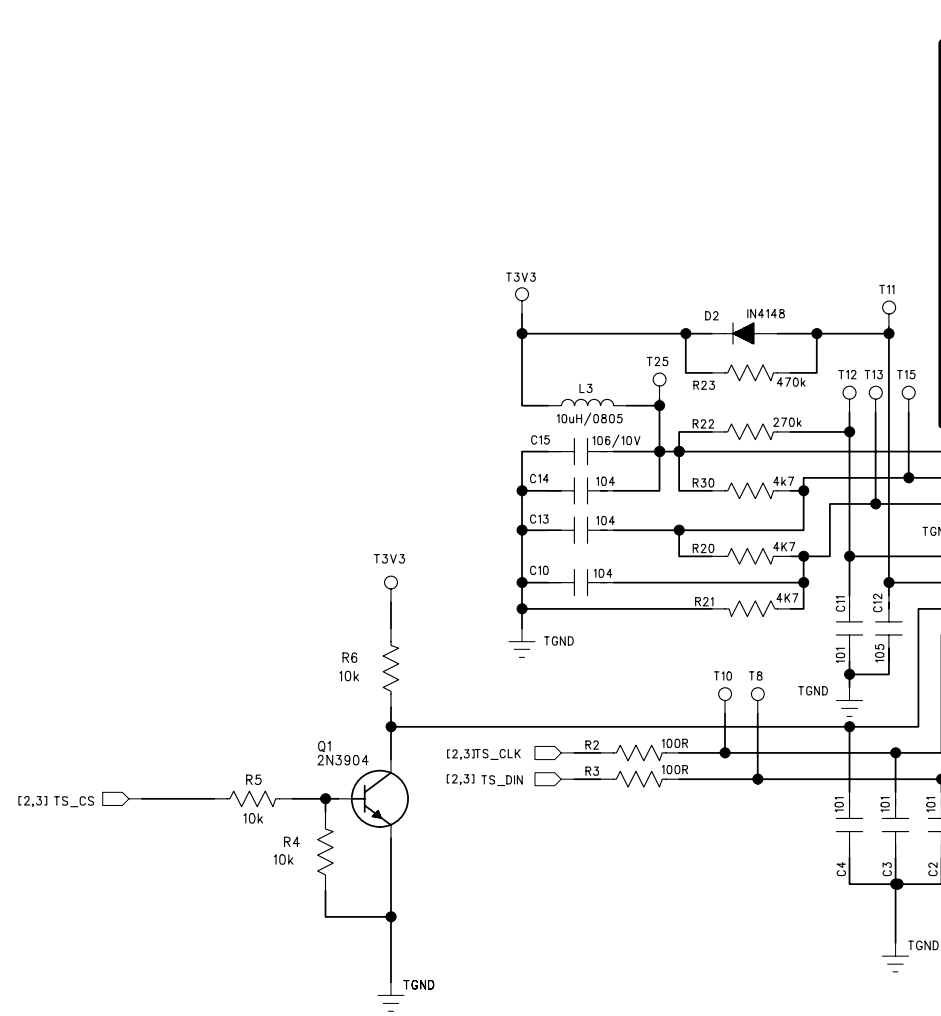 T3V3
T11
D2
IN4148
T25
R23
470k
T12
T13
T15
L3
10uH/0805
R22
270k
C15
106/10V
C14
104
R30
4k7
C13
104
R20
4K7
TGN
C10
104
R21
4K7
C11
C12
TGND
101
105
T3V3
R6
10k
T10
T8
TGND
Q1
2N3904
[2,3]TS_CLK
R2
100R
[2,3] TS_DIN
R3
100R
[2,3] TS_CS
R5
10k
R4
10k
101
101
101
C4
C3
C2
TGND
TGND